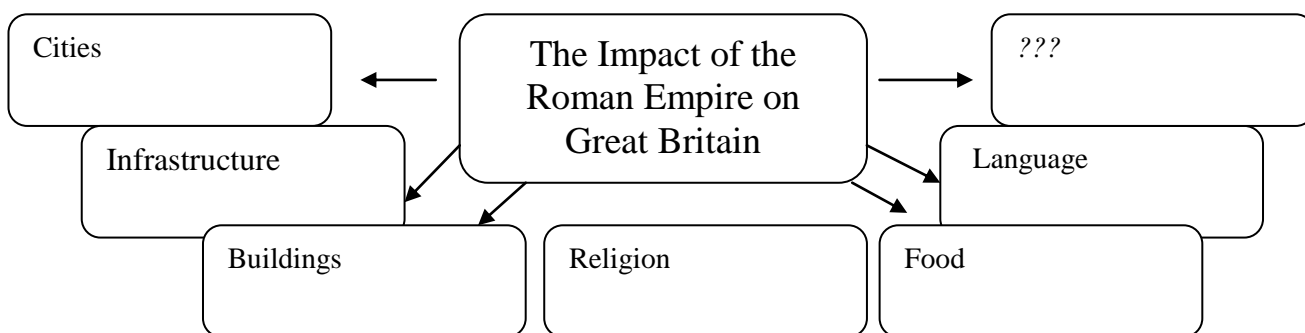 Cities
The Impact of the
Roman Empire on
Great Britain
???
Infrastructure
Language
Buildings
Religion
Food